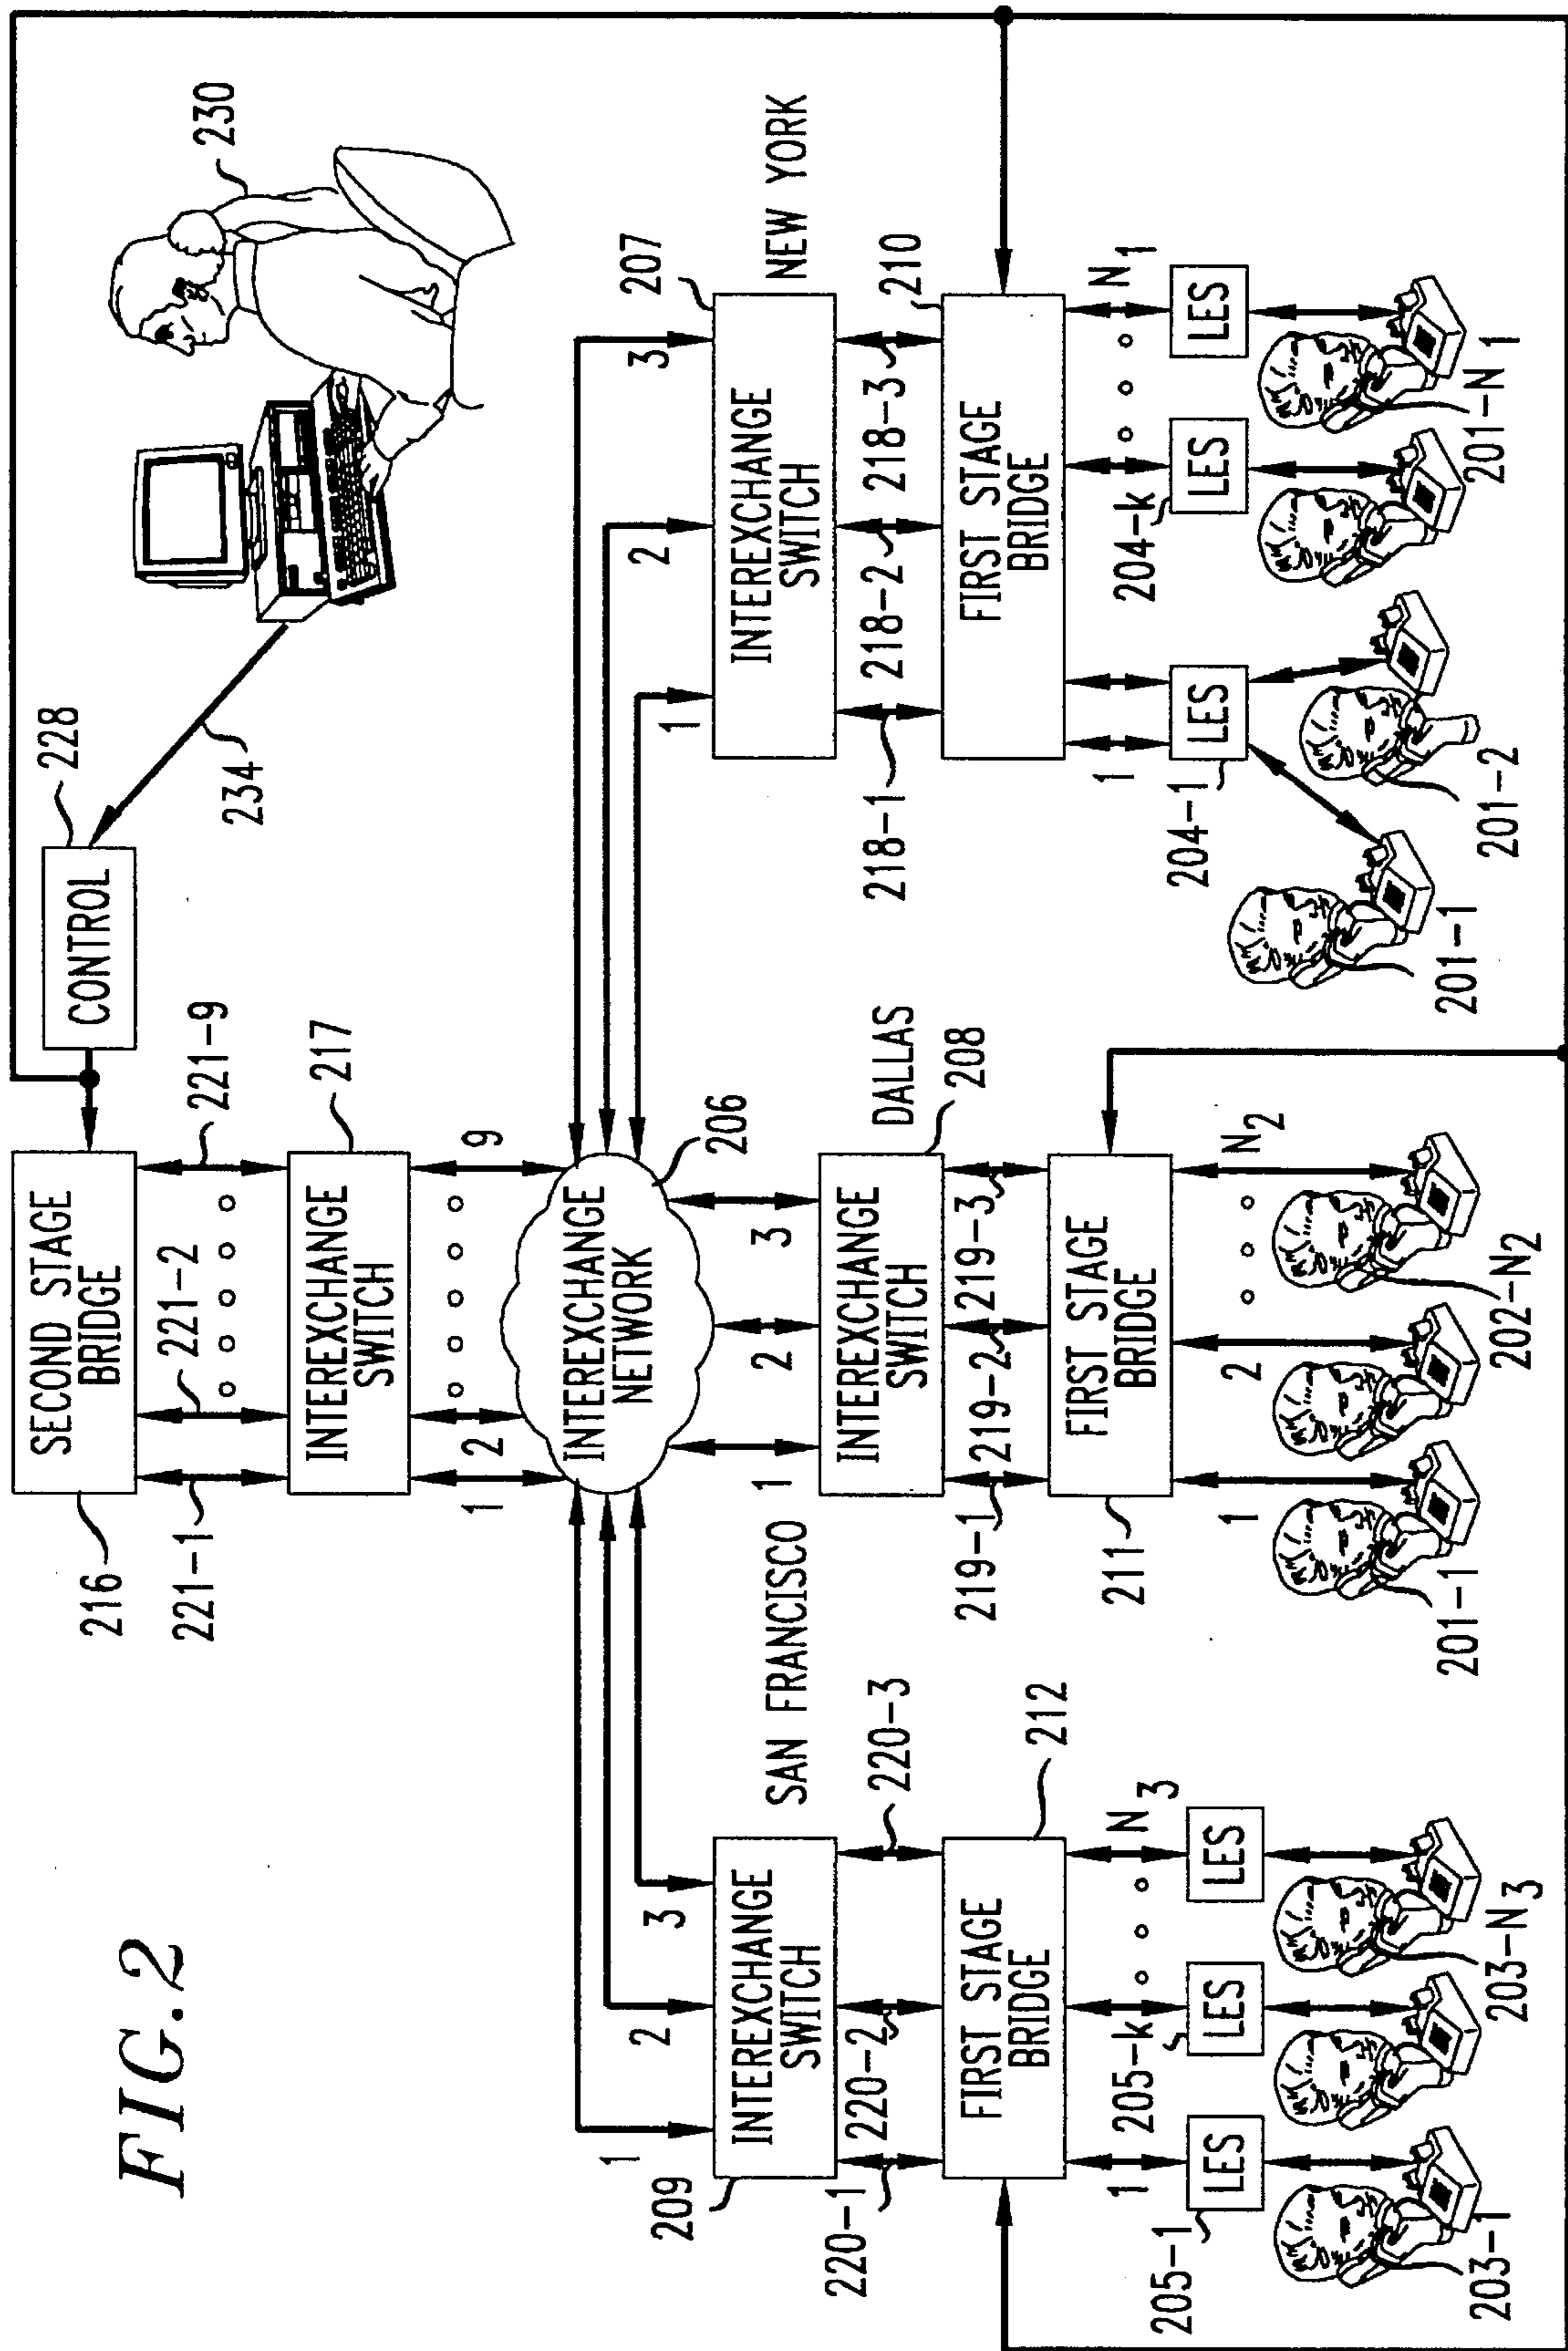 FIG.2
SECOND STAGE
BRIDGE
216
CONTROL
228
230
234
221-1
221-2
221-9
INTEREXCHANGE
SWITCH
217
1
2
9
INTEREXCHANGE
NETWORK
206
1
2
3
1
2
3
1
2
3
209
INTEREXCHANGE
SWITCH
SAN FRANCISCO
INTEREXCHANGE
SWITCH
DALLAS
208
INTEREXCHANGE
SWITCH
207
NEW YORK
220-1
220-2
220-3
219-1
219-2
219-3
218-1
218-2
218-3
FIRST STAGE
BRIDGE
212
FIRST STAGE
BRIDGE
211
FIRST STAGE
BRIDGE
210
1
N3
1
2
N2
1
N1
205-1
LES
205-k
LES
LES
204-1
LES
204-k
LES
LES
203-1
203-N3
201-1
202-N2
201-1
201-2
201-N1